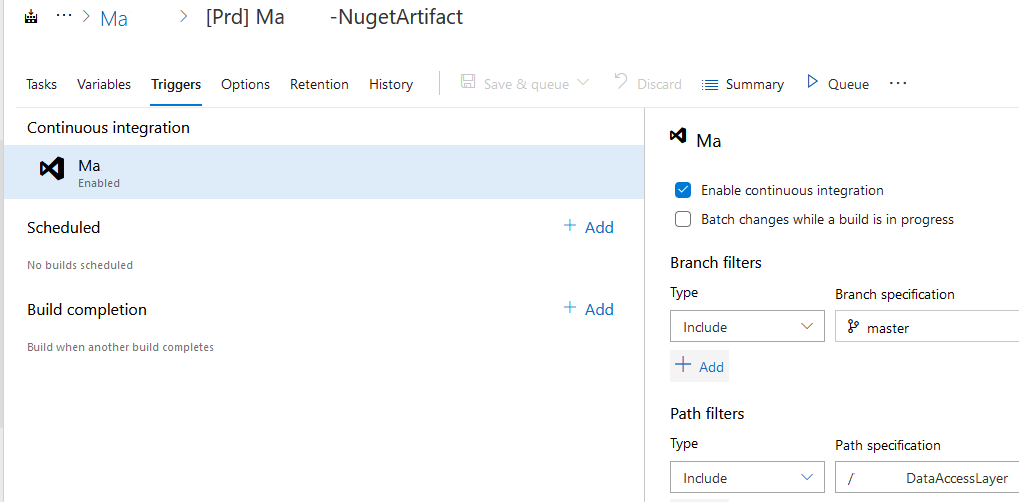 ... > Ma > [Prd] Ma -NugetArtifact
Tasks Variables Triggers Options Retention History Save & queue Discard Summary Queue ...
Continuous integration
Ma
Enabled
Scheduled
+ Add
No builds scheduled
Build completion
+ Add
Build when another build completes
Ma
Enable continuous integration
Batch changes while a build is in progress
Branch filters
Type Branch specification
Include master
+ Add
Path filters
Type Path specification
Include / DataAccessLayer